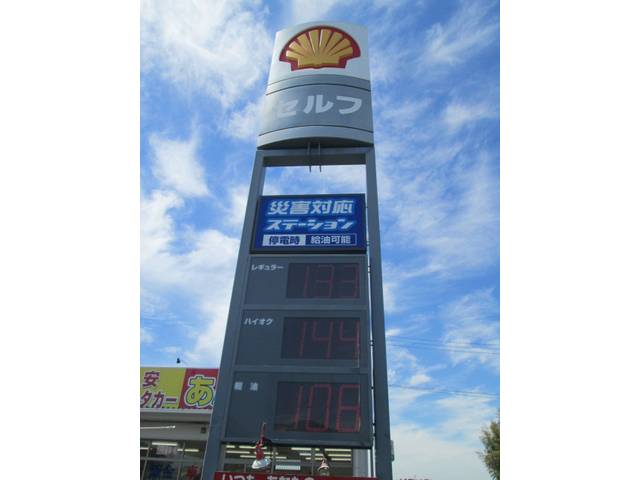 セルフ
災害対応
ステーション
停電時 給油可能
レギュラー 133
ハイオク 144
軽油 106
安
タカー
あ